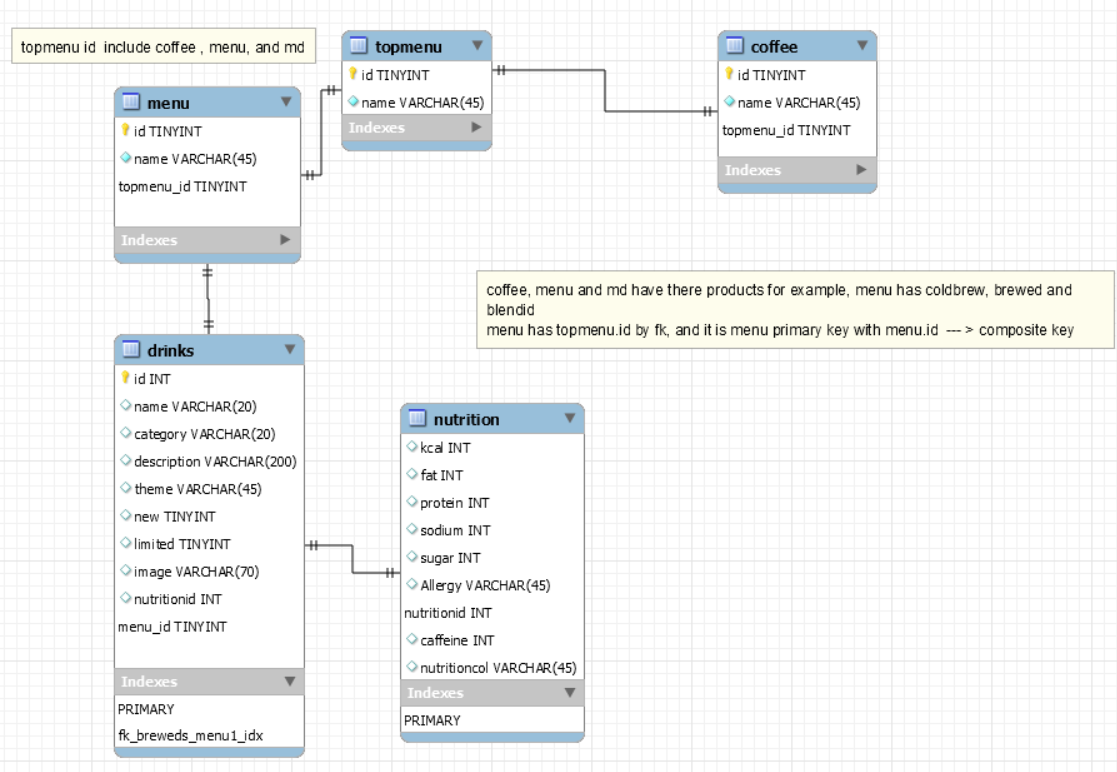 topmenu id include coffee , menu, and md
topmenu
id TINYINT
name VARCHAR(45)
Indexes
coffee
id TINYINT
name VARCHAR(45)
topmenu_id TINYINT
Indexes
menu
id TINYINT
name VARCHAR(45)
topmenu_id TINYINT
Indexes
coffee, menu and md have there products for example, menu has coldbrew, brewed and
blendid
menu has topmenu.id by fk, and it is menu primary key with menu.id --- > composite key
drinks
id INT
name VARCHAR(20)
category VARCHAR(20)
description VARCHAR(200)
theme VARCHAR(45)
new TINYINT
limited TINYINT
image VARCHAR(70)
nutritionid INT
menu_id TINYINT
Indexes
PRIMARY
fk_breweds_menu1_idx
nutrition
kcal INT
fat INT
protein INT
sodium INT
sugar INT
Allergy VARCHAR(45)
nutritionid INT
caffeine INT
nutritioncol VARCHAR(45)
Indexes
PRIMARY